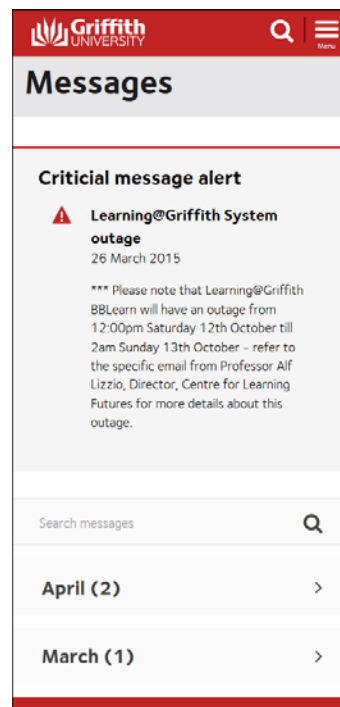 Griffith
UNIVERSITY
Menu
Messages
Criticial message alert
Learning@Griffith System
outage
26 March 2015
*** Please note that Learning@Griffith
BBLearn will have an outage from
12:00pm Saturday 12th October till
2am Sunday 13th October – refer to
the specific email from Professor Alf
Lizzio, Director, Centre for Learning
Futures for more details about this
outage.
Search messages
April (2)
March (1)